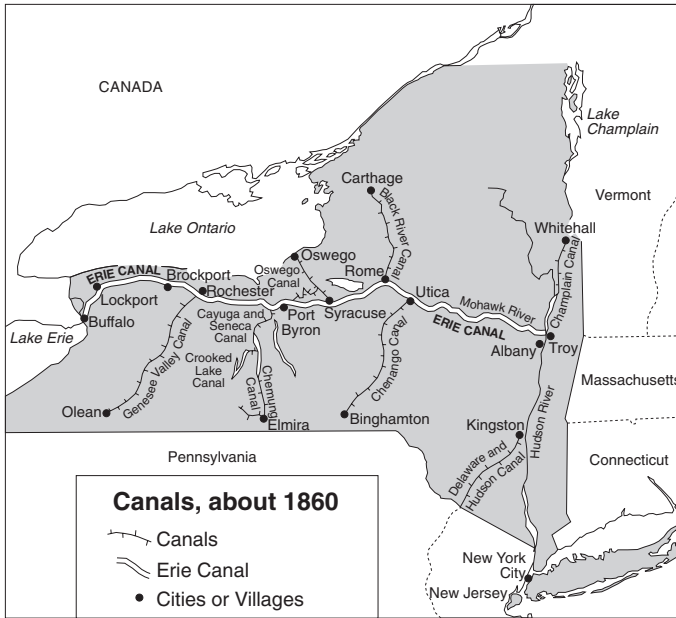 CANADA
Lake
Champlain
Carthage
Black River
Canal
Vermont
Lake Ontario
Whitehall
Oswego
Oswego
Canal
Rome
Champlain Canal
ERIE CANAL
Brockport
Rochester
Lockport
Utica
Mohawk River
Buffalo
Cayuga and
Seneca
Canal
Port
Byron
Syracuse
ERIE CANAL
Lake Erie
Albany
Troy
Genesee Valley Canal
Crooked
Lake
Canal
Chemung
Canal
Chenango Canal
Massachusetts
Olean
Elmira
Binghamton
Kingston
Hudson River
Delaware and
Hudson Canal
Pennsylvania
Connecticut
Canals, about 1860
Canals
Erie Canal
Cities or Villages
New York
City
New Jersey